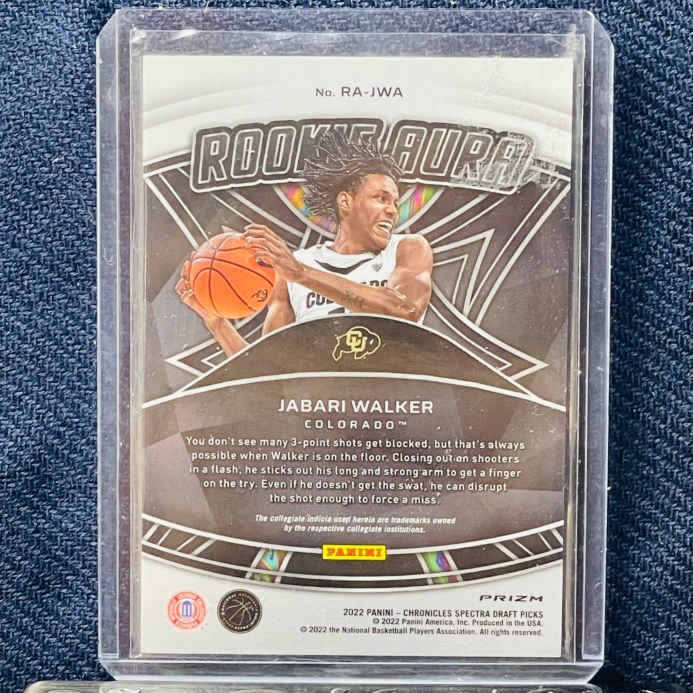 No. RA-JWA
ROOKIE AURA
COLORADO
CU
JABARI WALKER
COLORADO™
You don't see many 3-point shots get blocked, but that's always
possible when Walker is on the floor. Closing out on shooters
in a flash, he sticks out his long and strong arm to get a finger
on the try. Even if he doesn't get the swat, he can disrupt
the shot enough to force a miss.
The collegiate indicia used herein are trademarks owned
by the respective collegiate institutions.
PANINI
PRIZM
2022 PANINI – CHRONICLES SPECTRA DRAFT PICKS
© 2022 Panini America, Inc. Produced in the USA.
© 2022 the National Basketball Players Association. All rights reserved.